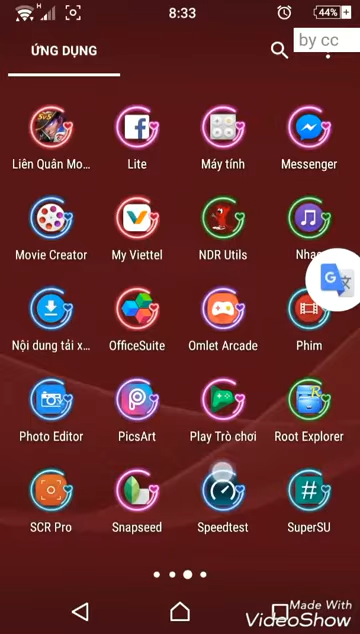 8:33
H
44%
ỨNG DỤNG
by cc
Liên Quân Mo...
Lite
Máy tính
Messenger
Movie Creator
My Viettel
NDR Utils
Nhạc
Nội dung tải x...
OfficeSuite
Omlet Arcade
Phim
Photo Editor
PicsArt
Play Trò chơi
Root Explorer
SCR Pro
Snapseed
Speedtest
SuperSU
Made With
VideoShow